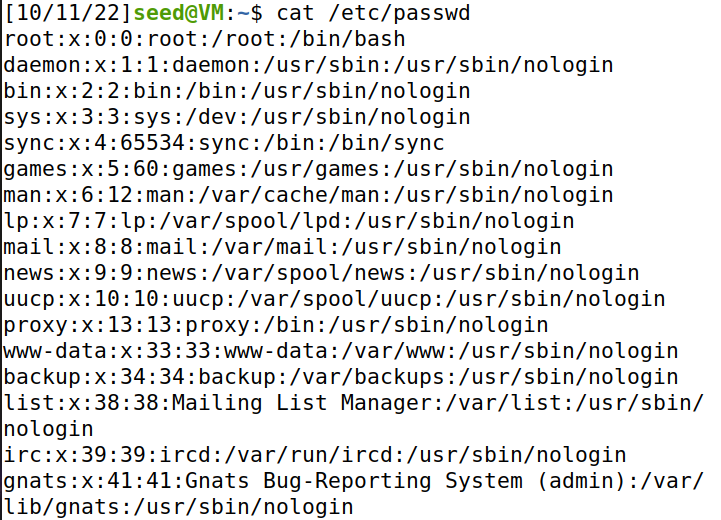 [10/11/22]seed@VM:~$ cat /etc/passwd
root:x:0:0:root:/root:/bin/bash
daemon:x:1:1:daemon:/usr/sbin:/usr/sbin/nologin
bin:x:2:2:bin:/bin:/usr/sbin/nologin
sys:x:3:3:sys:/dev:/usr/sbin/nologin
sync:x:4:65534:sync:/bin:/bin/sync
games:x:5:60:games:/usr/games:/usr/sbin/nologin
man:x:6:12:man:/var/cache/man:/usr/sbin/nologin
lp:x:7:7:lp:/var/spool/lpd:/usr/sbin/nologin
mail:x:8:8:mail:/var/mail:/usr/sbin/nologin
news:x:9:9:news:/var/spool/news:/usr/sbin/nologin
uucp:x:10:10:uucp:/var/spool/uucp:/usr/sbin/nologin
proxy:x:13:13:proxy:/bin:/usr/sbin/nologin
www-data:x:33:33:www-data:/var/www:/usr/sbin/nologin
backup:x:34:34:backup:/var/backups:/usr/sbin/nologin
list:x:38:38:Mailing List Manager:/var/list:/usr/sbin/
nologin
irc:x:39:39:ircd:/var/run/ircd:/usr/sbin/nologin
gnats:x:41:41:Gnats Bug-Reporting System (admin):/var/
lib/gnats:/usr/sbin/nologin